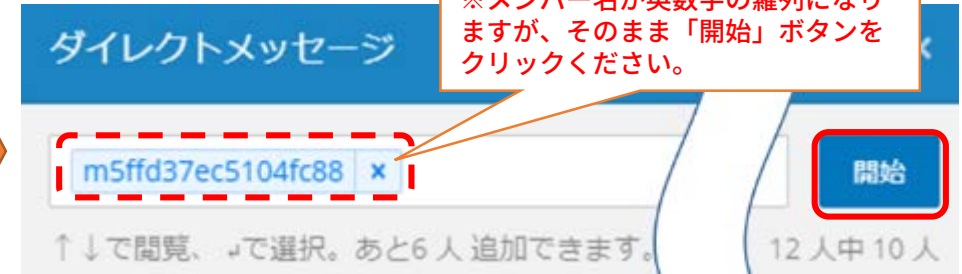 ※メンバー名が英数字の羅列になり
ますが、そのまま「開始」ボタンを
クリックください。
ダイレクトメッセージ
m5ffd37ec5104fc88 ×
開始
↑↓で閲覧、↲で選択。あと6 人 追加できます。
12 人中 10 人